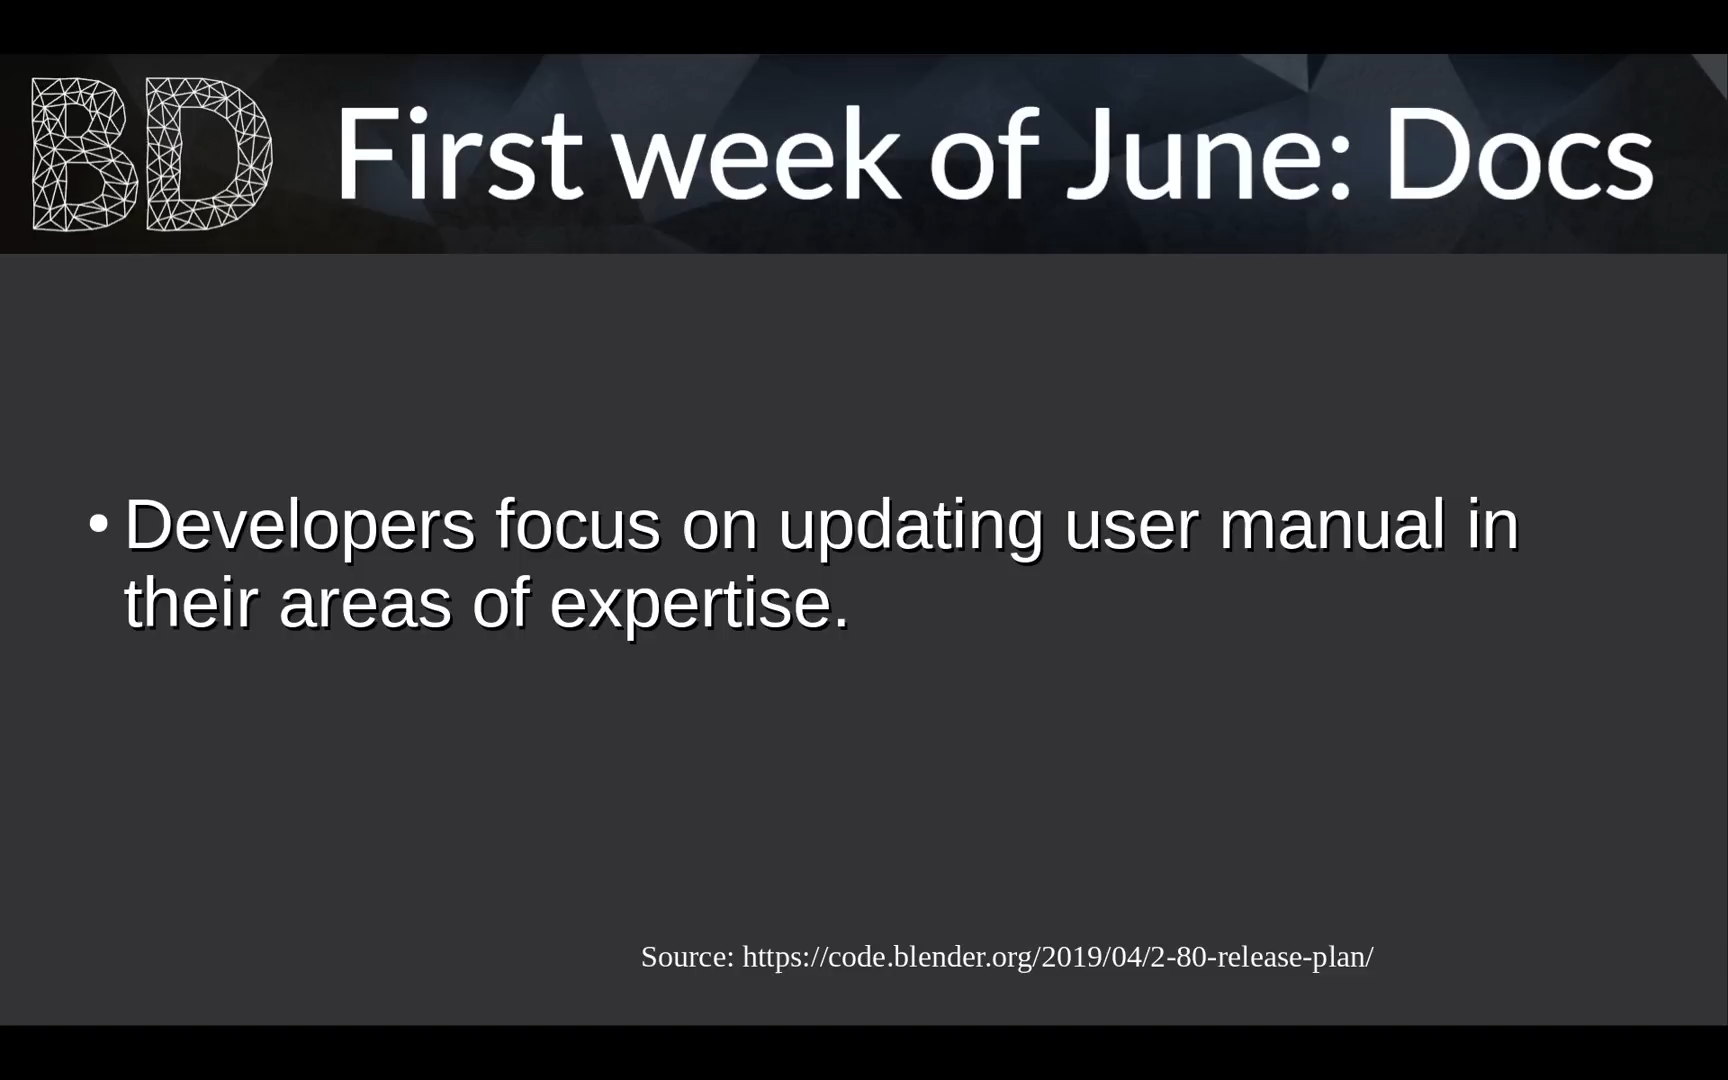 BD First week of June: Docs
• Developers focus on updating user manual in
their areas of expertise.
Source: https://code.blender.org/2019/04/2-80-release-plan/